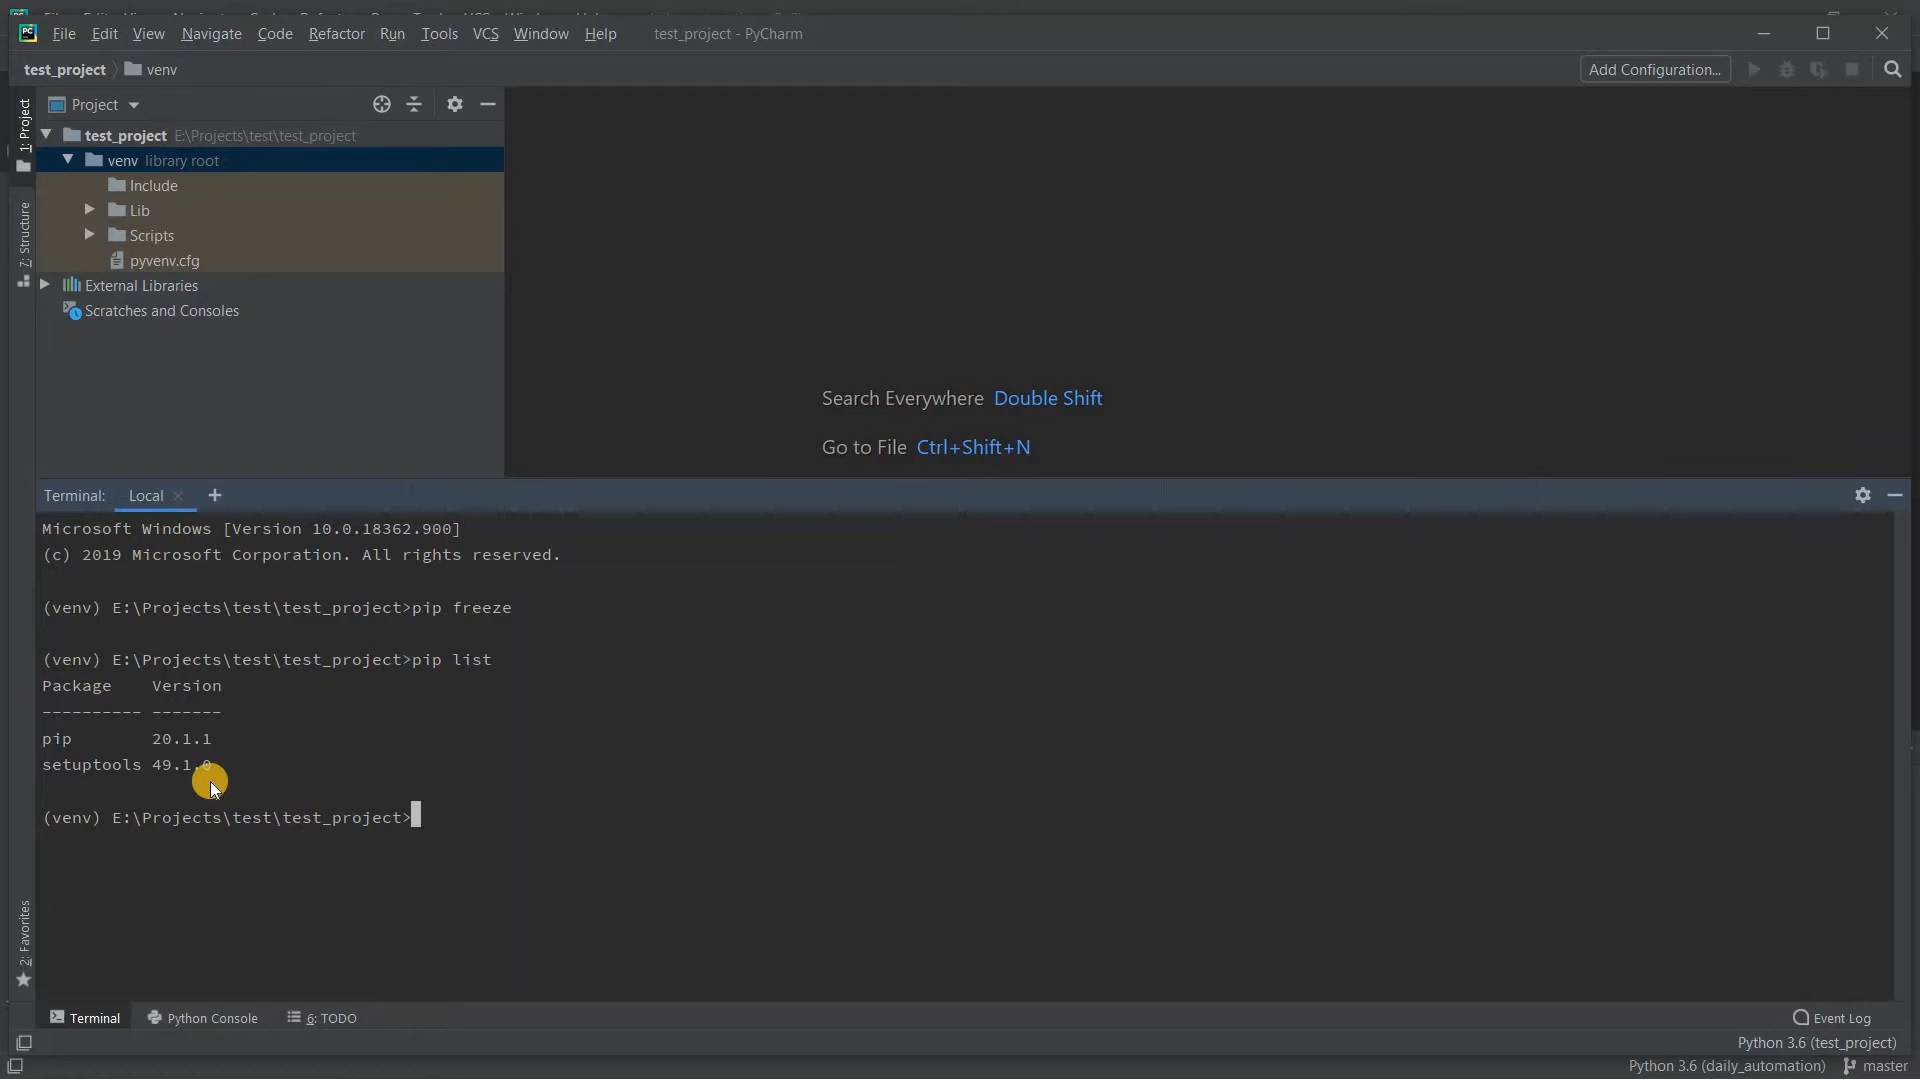 File Edit View Navigate Code Refactor Run Tools VCS Window Help test_project - PyCharm
test_project venv Add Configuration...
1: Project
Project
test_project E:\Projects\test\test_project
venv library root
Include
Lib
Scripts
pyvenv.cfg
External Libraries
Scratches and Consoles
7: Structure
Search Everywhere Double Shift
Go to File Ctrl+Shift+N
Terminal: Local +
Microsoft Windows [Version 10.0.18362.900]
(c) 2019 Microsoft Corporation. All rights reserved.
(venv) E:\Projects\test\test_project>pip freeze
(venv) E:\Projects\test\test_project>pip list
Package Version
---------- -------
pip 20.1.1
setuptools 49.1.0
(venv) E:\Projects\test\test_project>
2: Favorites
Terminal Python Console 6: TODO Event Log
Python 3.6 (test_project)
Python 3.6 (daily_automation) master